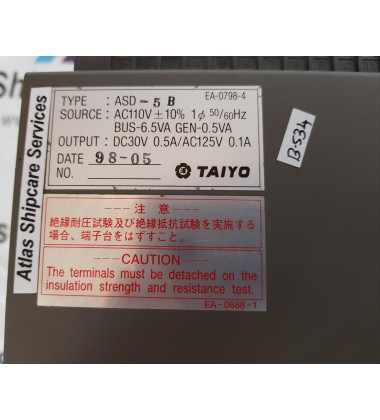 TYPE : ASD - 5 B EA-0798-4
SOURCE : AC110V ±10% 1φ 50/60Hz
BUS-6.5VA GEN-0.5VA
OUTPUT : DC30V 0.5A/AC125V 0.1A
DATE 98-05
NO. TAIYO
B-534
Atlas Shipcare Services
---注 意---
絶縁耐圧試験及び絶縁抵抗試験を実施する
場合、端子台をはずすこと。
---CAUTION---
The terminals must be detached on the
insulation strength and resistance test.
EA-0888-1